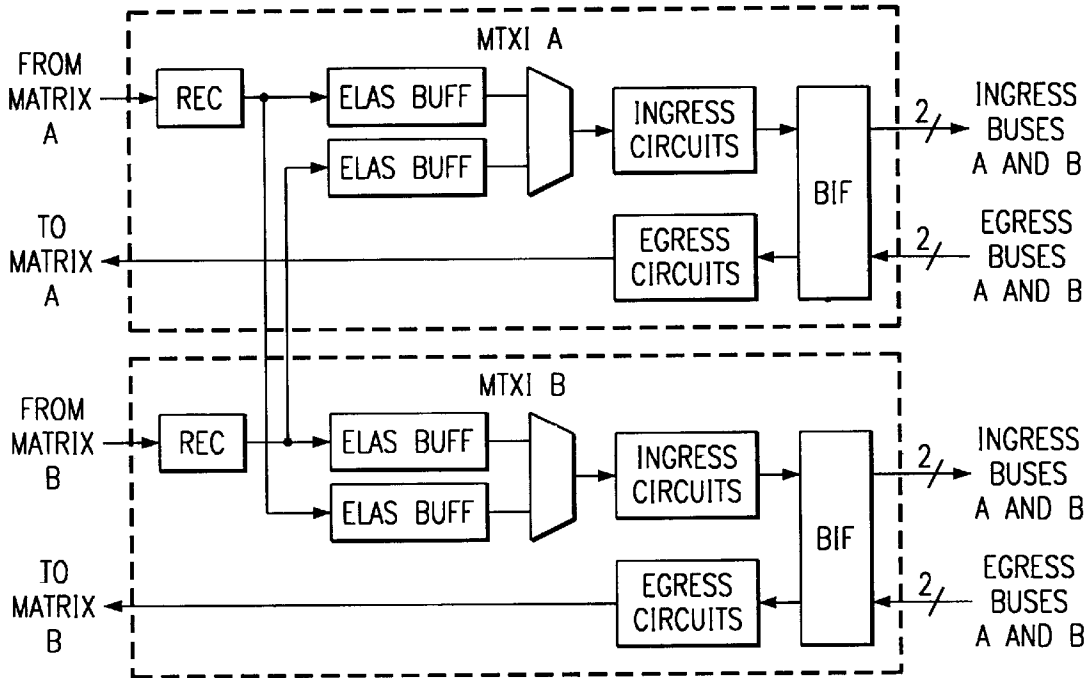 MTXI A
FROM
MATRIX
A
REC
ELAS BUFF
ELAS BUFF
INGRESS
CIRCUITS
BIF
2
INGRESS
BUSES
A AND B
TO
MATRIX
A
EGRESS
CIRCUITS
2
EGRESS
BUSES
A AND B
MTXI B
FROM
MATRIX
B
REC
ELAS BUFF
ELAS BUFF
INGRESS
CIRCUITS
BIF
2
INGRESS
BUSES
A AND B
TO
MATRIX
B
EGRESS
CIRCUITS
2
EGRESS
BUSES
A AND B